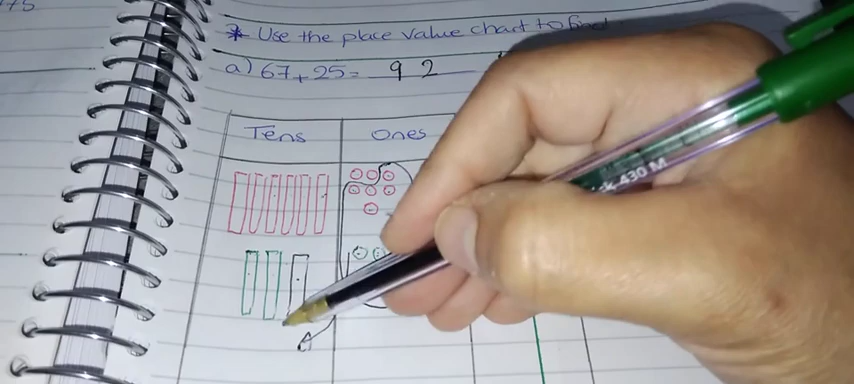 * Use the place value chart to find
a) 67 + 25 = 92
Tens Ones
430 M